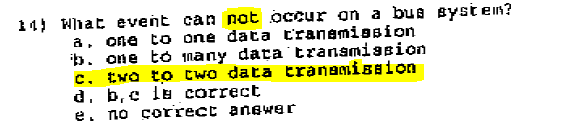 14) What event can not occur on a bus system?
a. one to one data transmission
b. one to many data transmission
c. two to two data transmission
d. b,c is correct
e. no correct answer